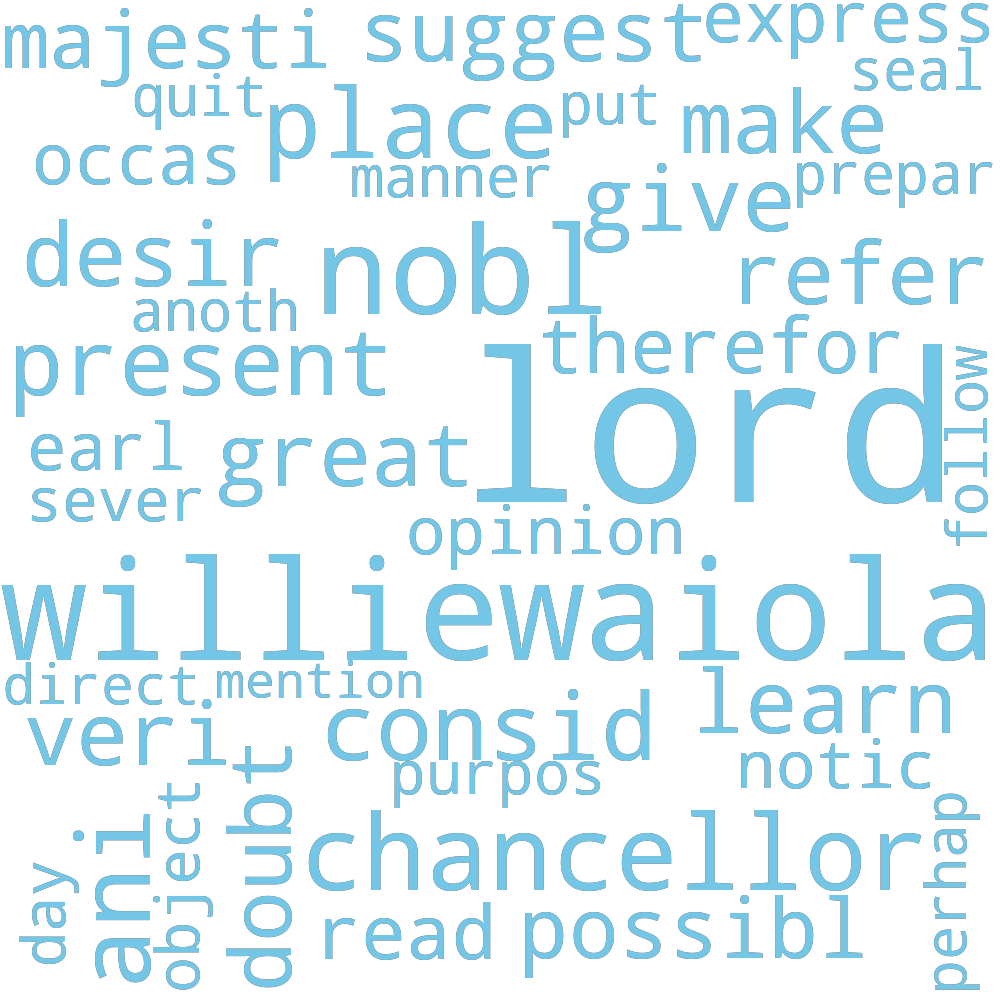 majesti suggest express
quit place put make seal
occas manner give prepar
desir nobl refer
anoth therefor
present lord follow
earl great
sever opinion
williewaiola
direct mention learn
veri consid notic
purpos
day ani object doubt chancellor perhap
read possibl